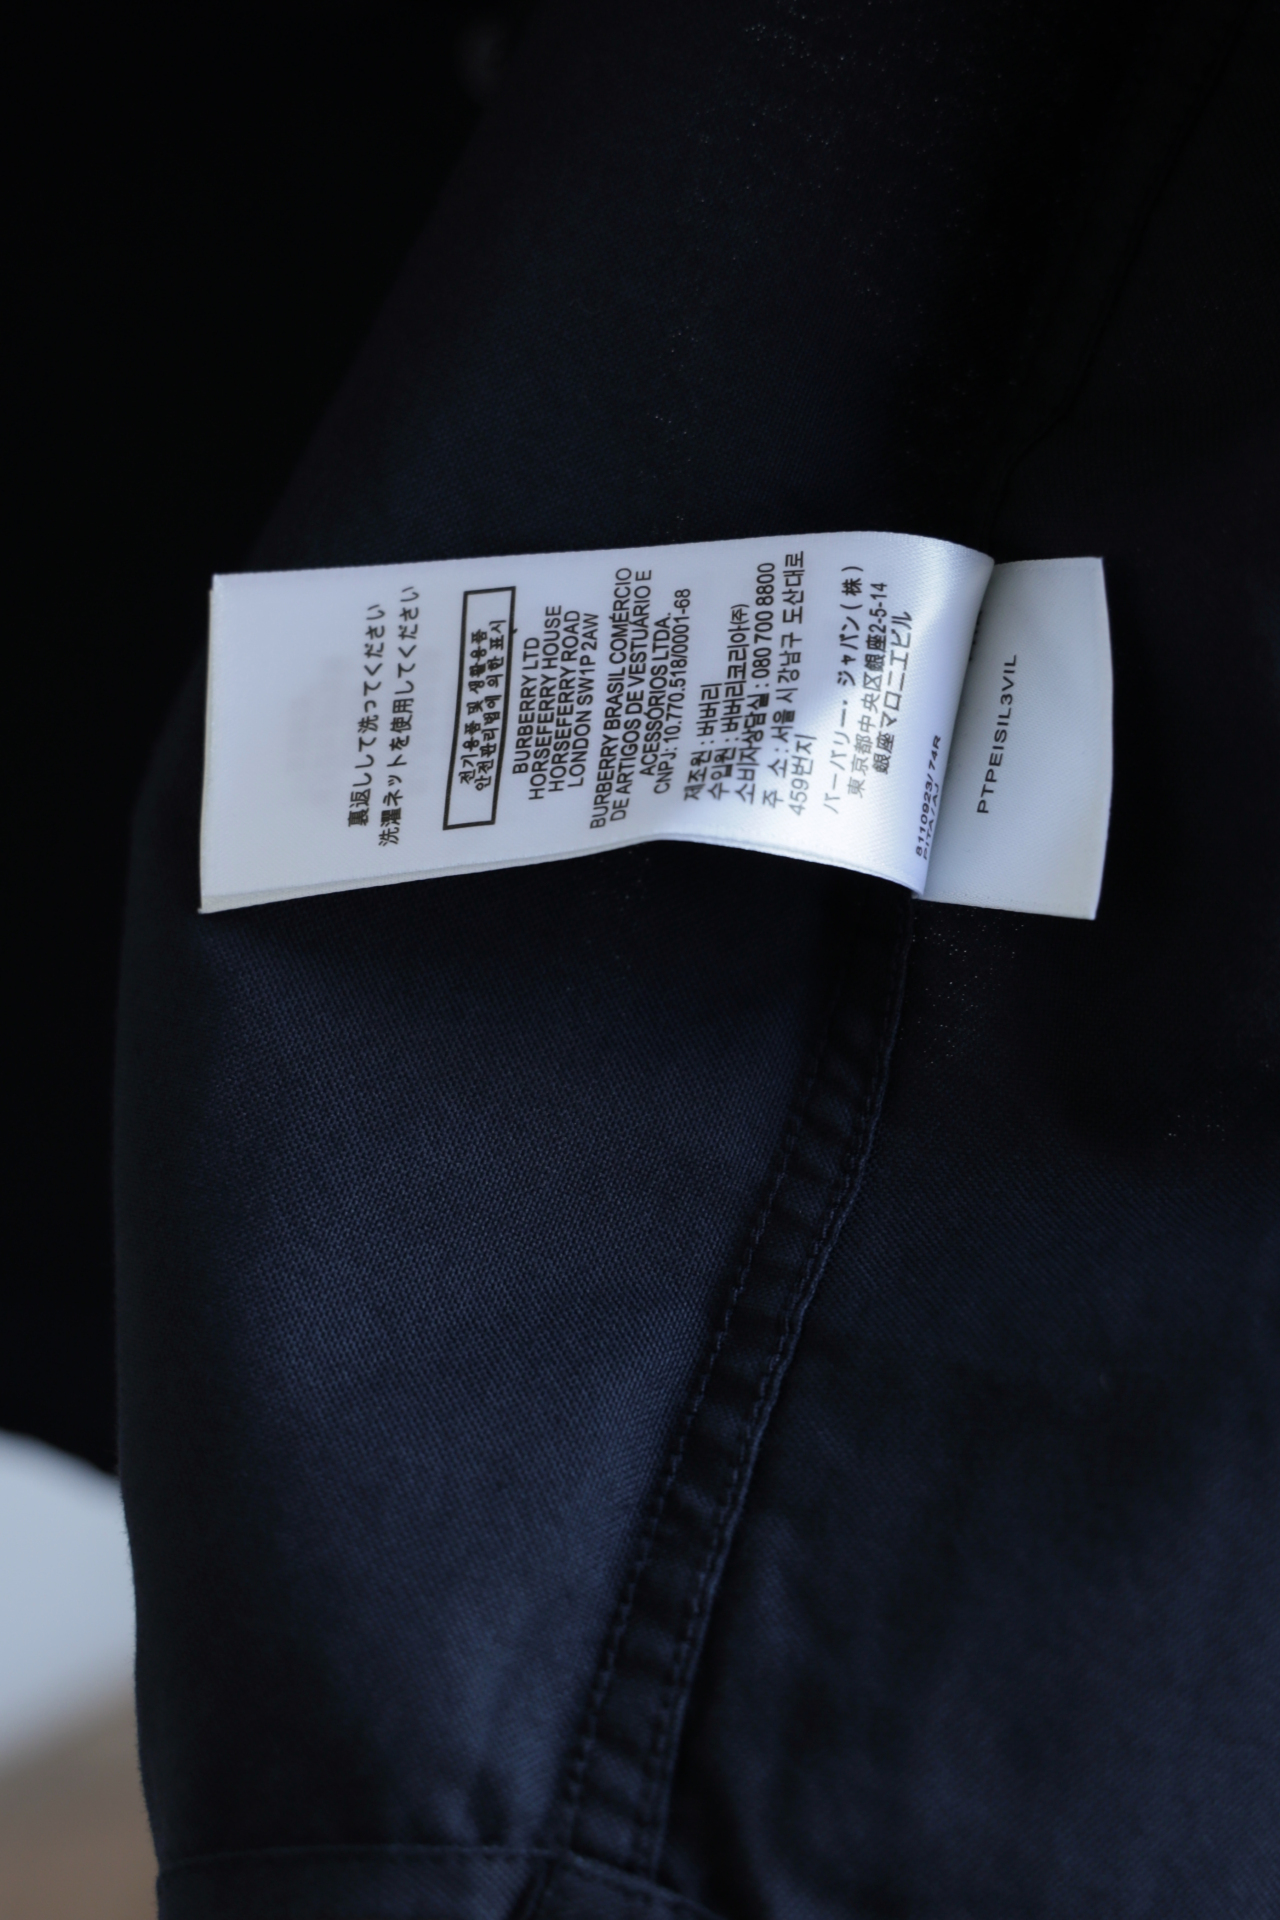 裏返しして洗ってください
洗濯ネットを使用してください
전기용품 및 생활용품
안전관리법에 의한 표시
BURBERRY LTD
HORSEFERRY HOUSE
HORSEFERRY ROAD
LONDON SW1P 2AW
BURBERRY BRASIL COMÉRCIO
DE ARTIGOS DE VESTUÁRIO E
ACESSÓRIOS LTDA.
CNPJ: 10.770.518/0001-68
제조원 : 버버리
수입원 : 버버리코리아(주)
소비자상담실 : 080 700 8800
주 소 : 서울 시 강남구 도산대로
459번지
バーバリー・ジャパン(株)
東京都中央区銀座2-5-14
銀座マロニエビル
8110923/74R
PITA/AJ
PTPEISIL3VIL